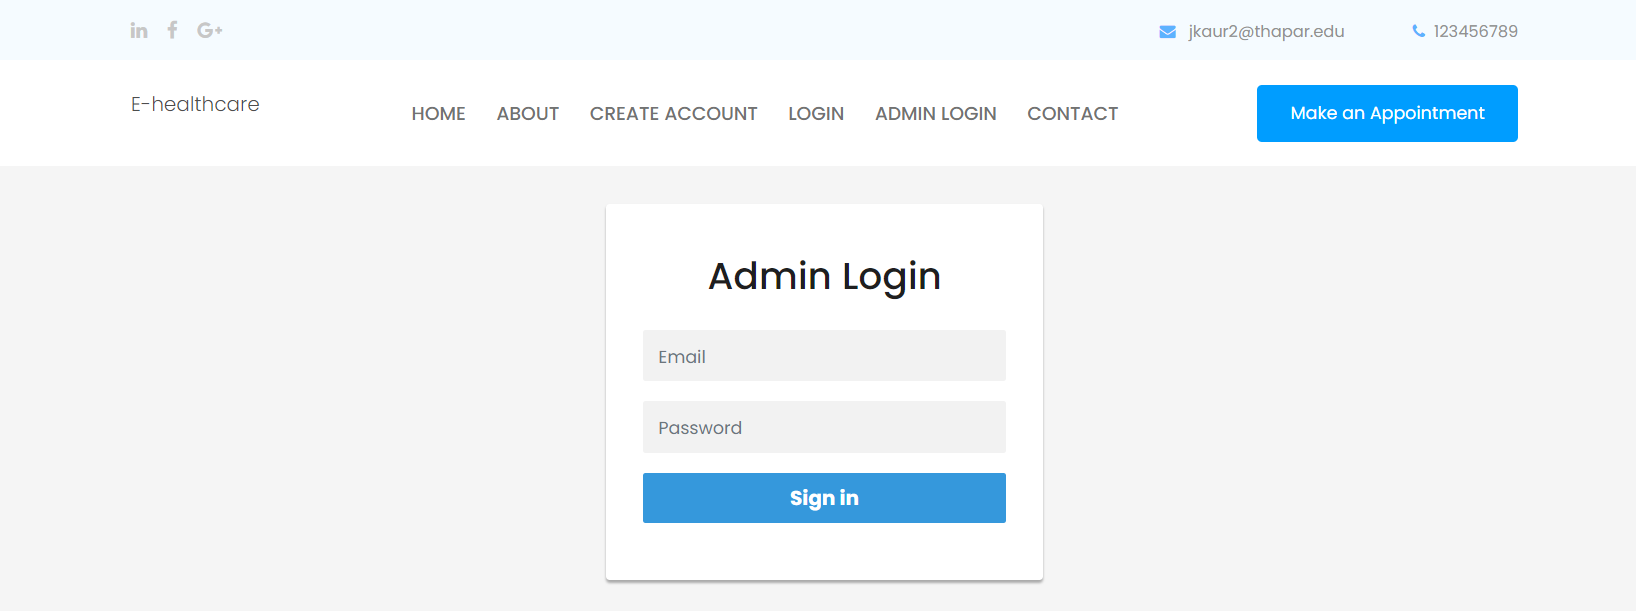 jkaur2@thapar.edu 123456789
E-healthcare
HOME ABOUT CREATE ACCOUNT LOGIN ADMIN LOGIN CONTACT Make an Appointment
Admin Login
Email
Password
Sign in